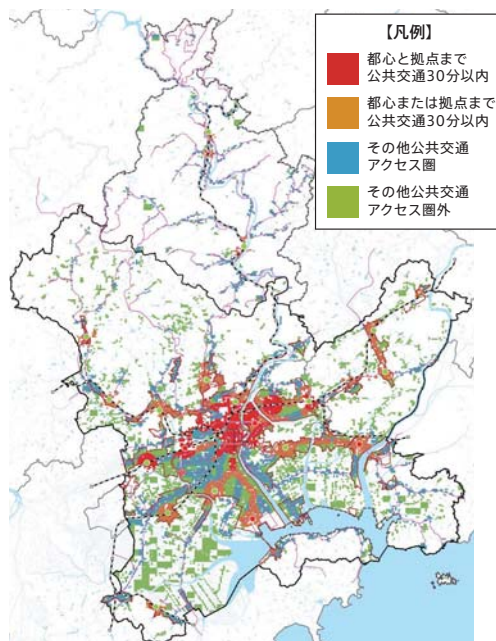 【凡例】
都心と拠点まで
公共交通30分以内
都心または拠点まで
公共交通30分以内
その他公共交通
アクセス圏
その他公共交通
アクセス圏外